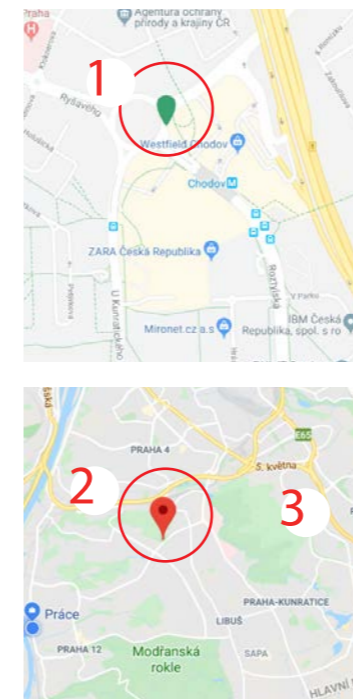 Praha
Agentura ochrany
přírody a krajiny ČR
1
Ryšavého
Westfield Chodov
Chodov M
ZARA Česká Republika
Roztylská
U Kunratického
V Parku
Mironet.cz a.s
IBM Česká
Republika, spol. s ro
šská
PRAHA 4
E65
5. května
2
3
PRAHA-KUNRATICE
Práce
LIBUŠ
PRAHA 12
Modřanská
rokle
SAPA
HLAVNÍ